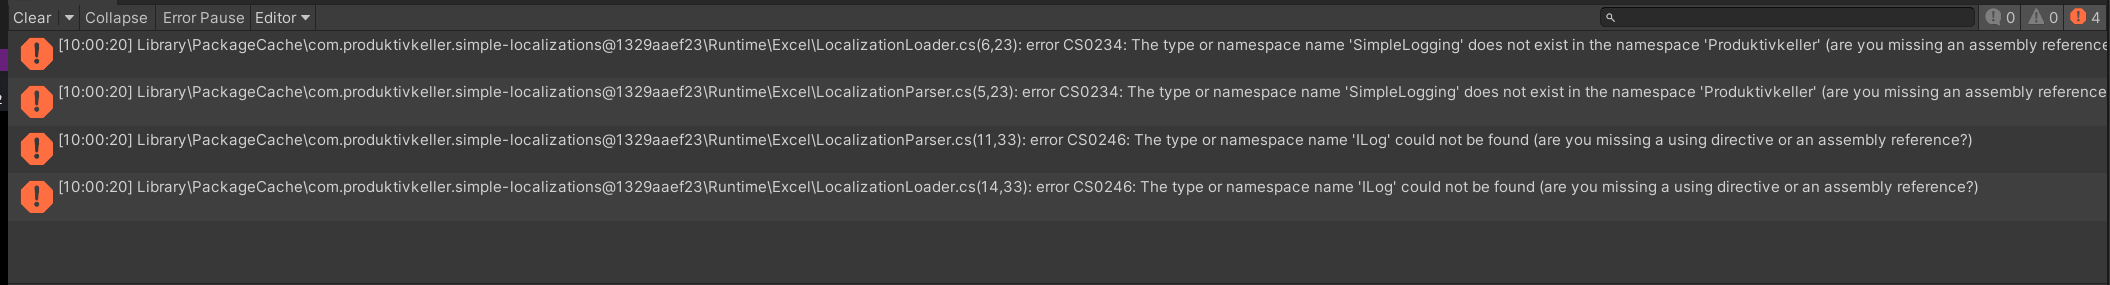 Clear Collapse Error Pause Editor 0 0 4
[10:00:20] Library\PackageCache\com.produktivkeller.simple-localizations@1329aaef23\Runtime\Excel\LocalizationLoader.cs(6,23): error CS0234: The type or namespace name 'SimpleLogging' does not exist in the namespace 'Produktivkeller' (are you missing an assembly reference
[10:00:20] Library\PackageCache\com.produktivkeller.simple-localizations@1329aaef23\Runtime\Excel\LocalizationParser.cs(5,23): error CS0234: The type or namespace name 'SimpleLogging' does not exist in the namespace 'Produktivkeller' (are you missing an assembly reference
[10:00:20] Library\PackageCache\com.produktivkeller.simple-localizations@1329aaef23\Runtime\Excel\LocalizationParser.cs(11,33): error CS0246: The type or namespace name 'ILog' could not be found (are you missing a using directive or an assembly reference?)
[10:00:20] Library\PackageCache\com.produktivkeller.simple-localizations@1329aaef23\Runtime\Excel\LocalizationLoader.cs(14,33): error CS0246: The type or namespace name 'ILog' could not be found (are you missing a using directive or an assembly reference?)